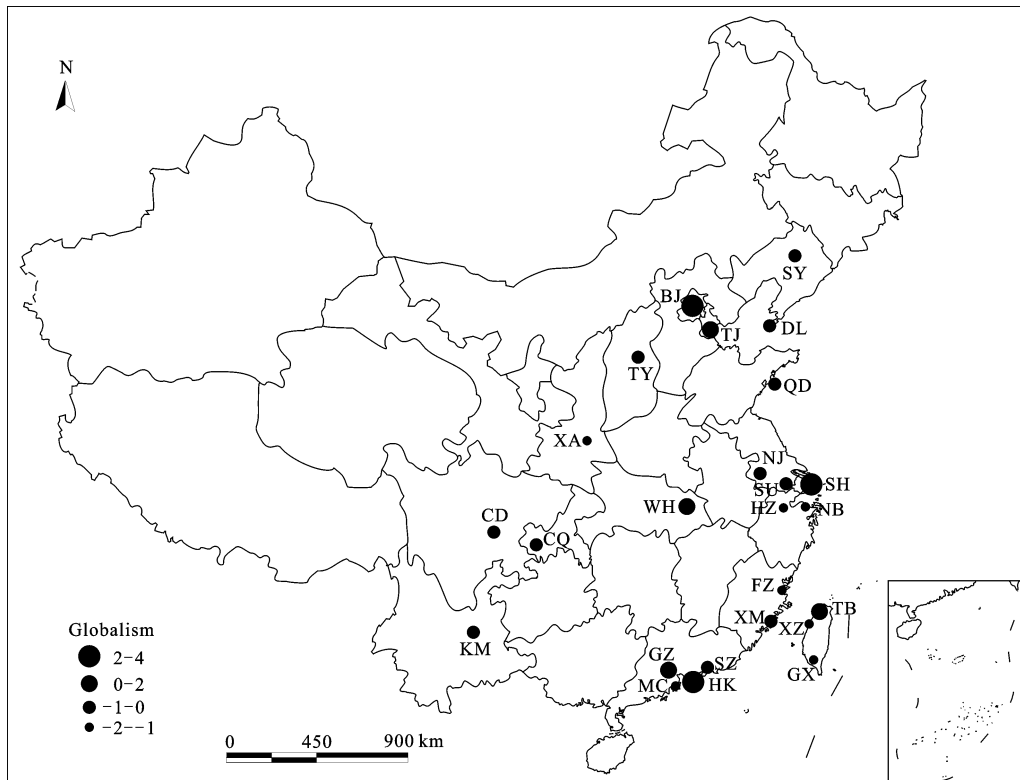 N
SY
BJ
TJ
DL
TY
QD
XA
NJ
SU
SH
WH
HZ
NB
CD
CQ
FZ
TB
XM
XZ
KM
GZ
SZ
GX
MC
HK
Globalism
2-4
0-2
-1-0
-2--1
0 450 900 km